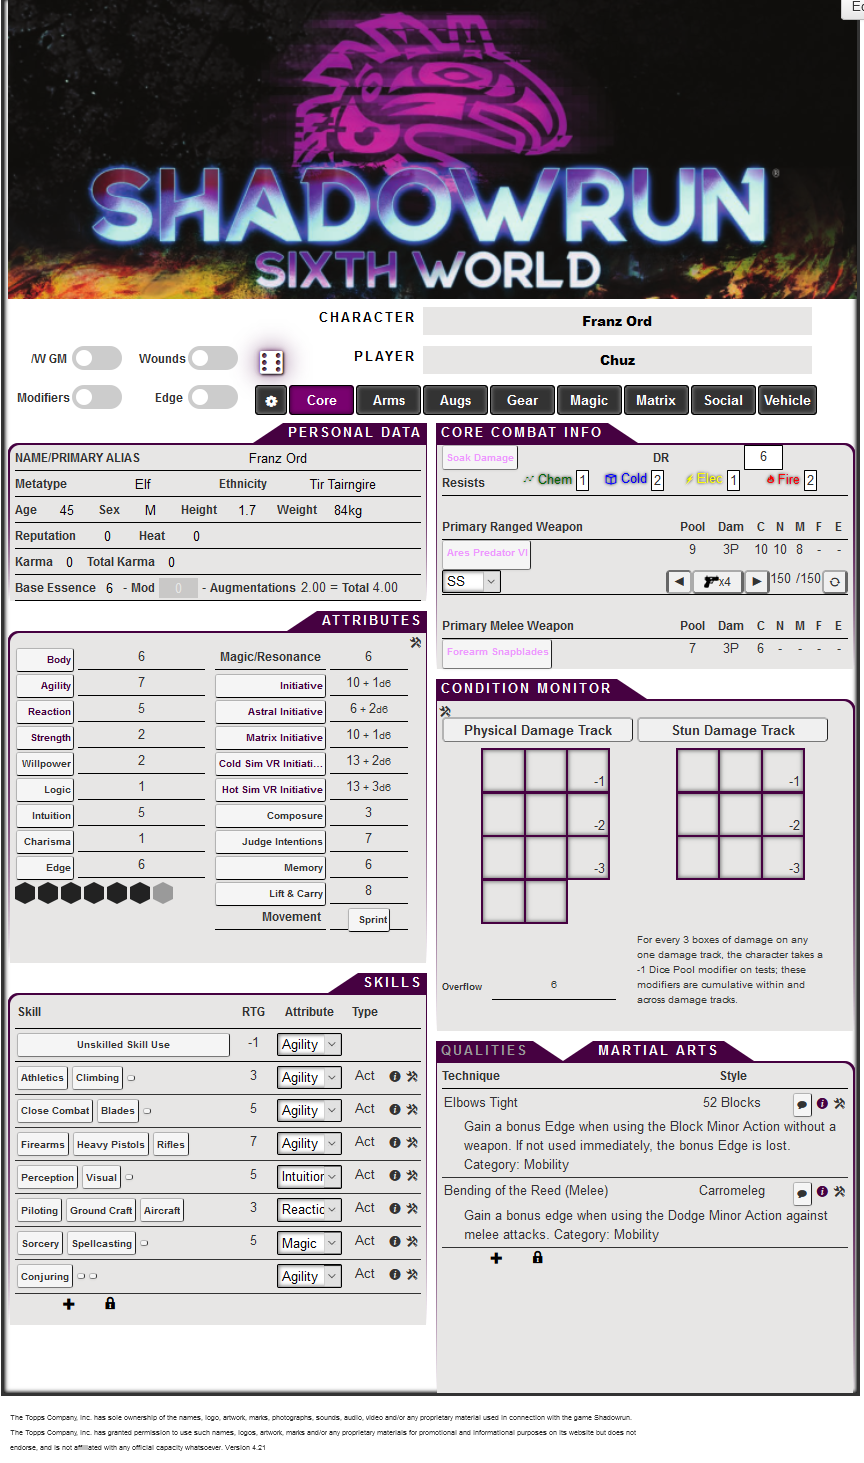 Ec
SHADOWRUN®
SIXTH WORLD
CHARACTER Franz Ord
/W GM Wounds PLAYER Chuz
Modifiers Edge Core Arms Augs Gear Magic Matrix Social Vehicle
PERSONAL DATA
NAME/PRIMARY ALIAS Franz Ord
Metatype Elf Ethnicity Tir Tairngire
Age 45 Sex M Height 1.7 Weight 84kg
Reputation 0 Heat 0
Karma 0 Total Karma 0
Base Essence 6 - Mod 0 - Augmentations 2.00 = Total 4.00
ATTRIBUTES
Body 6 Magic/Resonance 6
Agility 7 Initiative 10 + 1d6
Reaction 5 Astral Initiative 6 + 2d6
Strength 2 Matrix Initiative 10 + 1d6
Willpower 2 Cold Sim VR Initiati... 13 + 2d6
Logic 1 Hot Sim VR Initiative 13 + 3d6
Intuition 5 Composure 3
Charisma 1 Judge Intentions 7
Edge 6 Memory 6
Lift & Carry 8
Movement Sprint
SKILLS
Skill RTG Attribute Type
Unskilled Skill Use -1 Agility
Athletics Climbing 3 Agility Act
Close Combat Blades 5 Agility Act
Firearms Heavy Pistols Rifles 7 Agility Act
Perception Visual 5 Intuition Act
Piloting Ground Craft Aircraft 3 Reactic Act
Sorcery Spellcasting 5 Magic Act
Conjuring Agility Act
CORE COMBAT INFO
Soak Damage DR 6
Resists Chem 1 Cold 2 Elec 1 Fire 2
Primary Ranged Weapon Pool Dam C N M F E
Ares Predator VI 9 3P 10 10 8 - -
SS x4 150 /150
Primary Melee Weapon Pool Dam C N M F E
Forearm Snapblades 7 3P 6 - - - -
CONDITION MONITOR
Physical Damage Track Stun Damage Track
-1 -1
-2 -2
-3 -3
For every 3 boxes of damage on any
one damage track, the character takes a
-1 Dice Pool modifier on tests; these
modifiers are cumulative within and
across damage tracks.
Overflow 6
QUALITIES MARTIAL ARTS
Technique Style
Elbows Tight 52 Blocks
Gain a bonus Edge when using the Block Minor Action without a
weapon. If not used immediately, the bonus Edge is lost.
Category: Mobility
Bending of the Reed (Melee) Carromeleg
Gain a bonus edge when using the Dodge Minor Action against
melee attacks. Category: Mobility
The Topps Company, Inc. has sole ownership of the names, logo, artwork, marks, photographs, sounds, audio, video and/or any proprietary material used in connection with the game Shadowrun.
The Topps Company, Inc. has granted permission to use such names, logos, artwork, marks and/or any proprietary materials for promotional and informational purposes on its website but does not
endorse, and is not affiliated with any official capacity whatsoever. Version 4.21